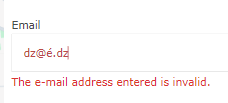 Email
dz@é.dz
The e-mail address entered is invalid.